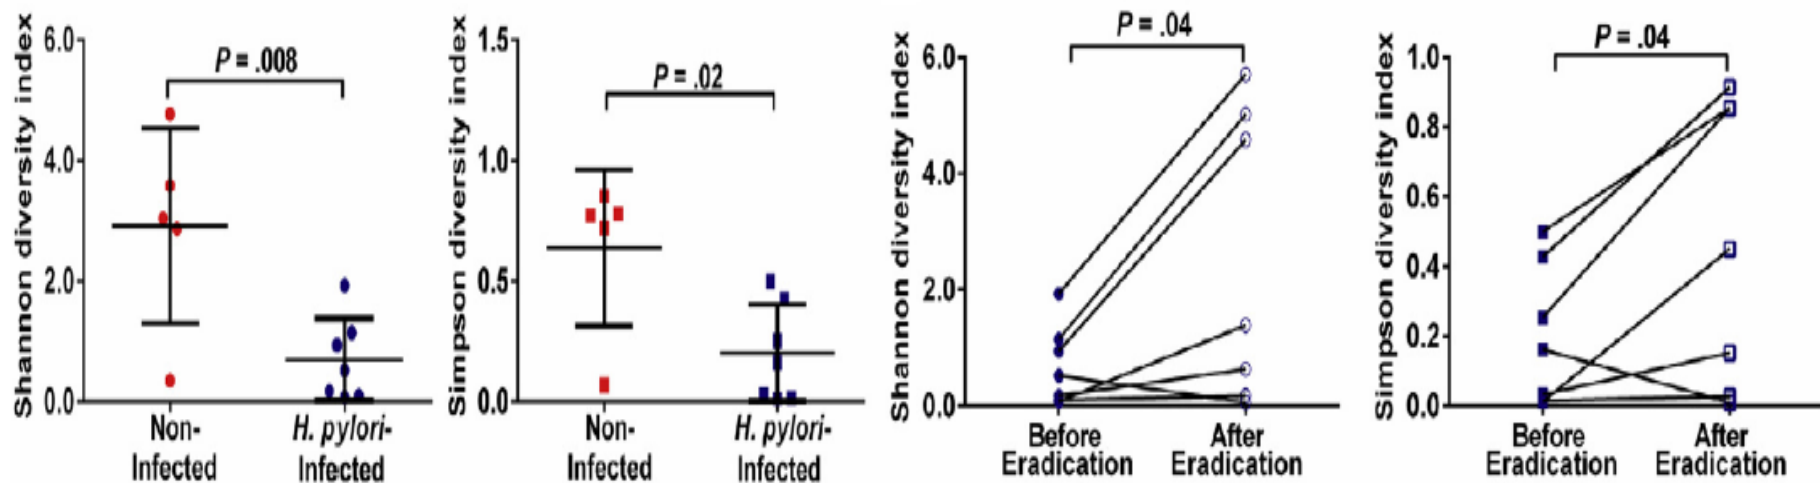 Shannon diversity index
6.0
4.0
2.0
0.0
P = .008
Non-
Infected
H. pylori-
Infected
Simpson diversity index
1.5
1.0
0.5
0.0
P = .02
Non-
Infected
H. pylori-
Infected
Shannon diversity index
6.0
4.0
2.0
0.0
P = .04
Before
Eradication
After
Eradication
Simpson diversity index
1.0
0.8
0.6
0.4
0.2
0.0
P = .04
Before
Eradication
After
Eradication